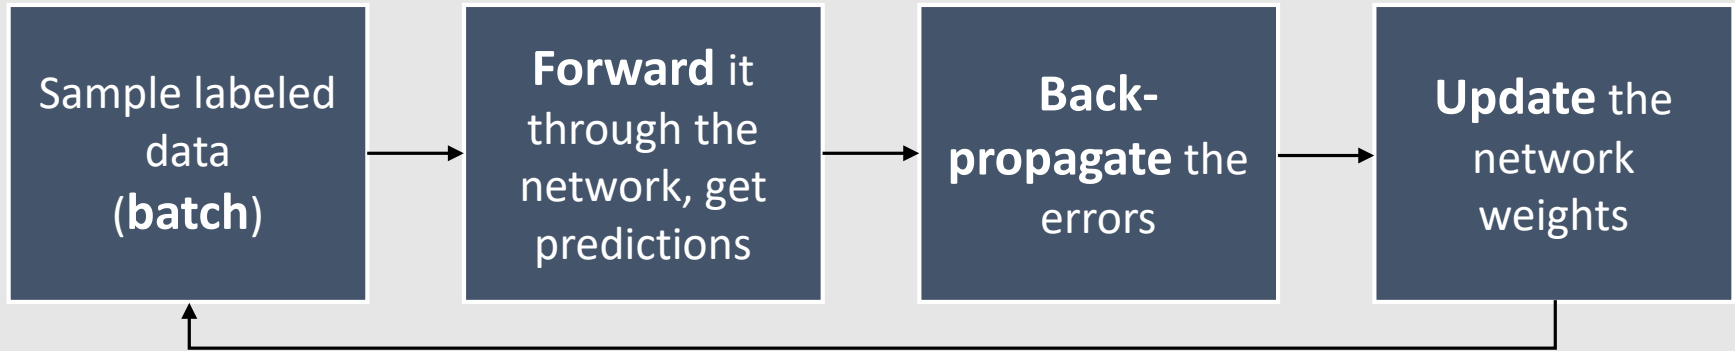 Sample labeled
data
(batch)
Forward it
through the
network, get
predictions
Back-
propagate the
errors
Update the
network
weights